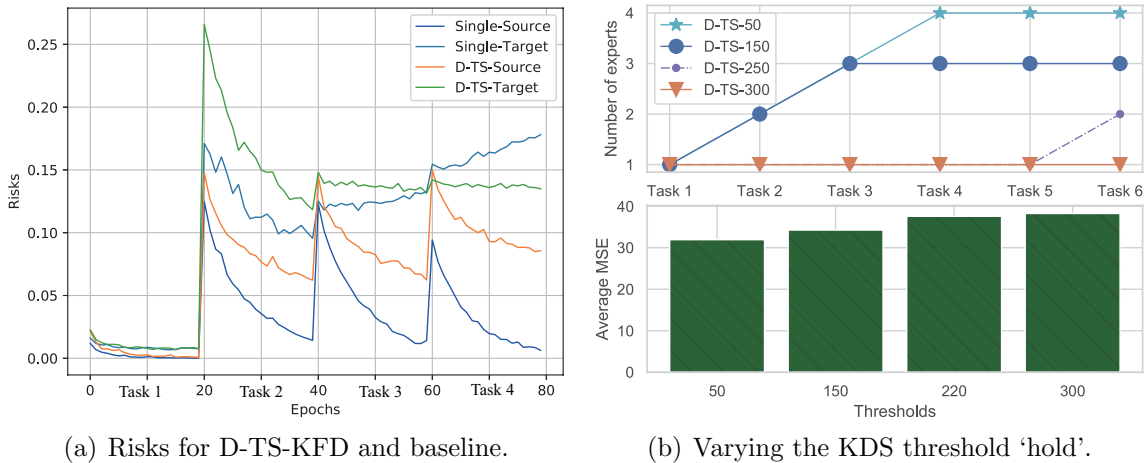 Single-Source
Single-Target
D-TS-Source
D-TS-Target
Risks
0.25
0.20
0.15
0.10
0.05
0.00
0 Task 1 20 Task 2 40 Task 3 60 Task 4 80
Epochs
(a) Risks for D-TS-KFD and baseline.
Number of experts
4
3
2
1
D-TS-50
D-TS-150
D-TS-250
D-TS-300
Task 1 Task 2 Task 3 Task 4 Task 5 Task 6
Average MSE
40
30
20
10
0
50 150 220 300
Thresholds
(b) Varying the KDS threshold ‘hold’.